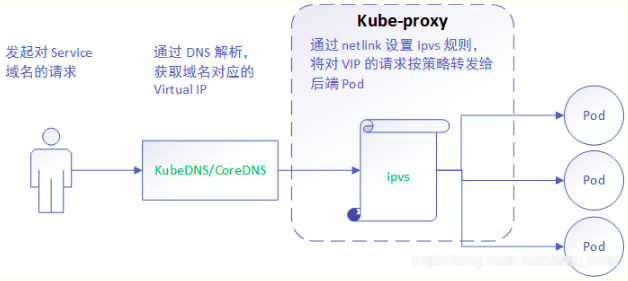 Kube-proxy
发起对 Service
域名的请求
通过 DNS 解析，
获取域名对应的
Virtual IP
通过 netlink 设置 ipvs 规则，
将对 VIP 的请求按策略转发给
后端 Pod
KubeDNS/CoreDNS
ipvs
Pod
Pod
Pod